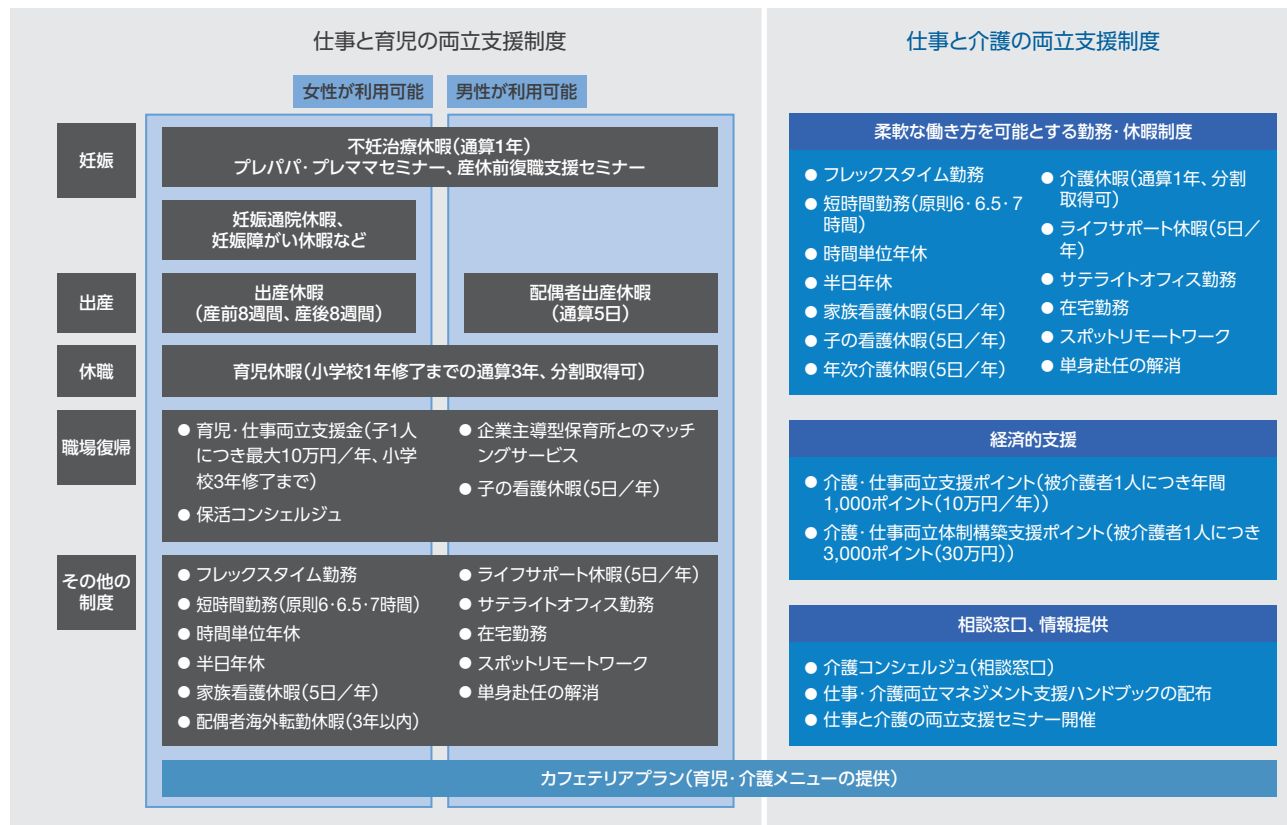 仕事と育児の両立支援制度
女性が利用可能
男性が利用可能
妊娠
不妊治療休暇(通算1年)
プレパパ・プレママセミナー、産休前復職支援セミナー
妊娠通院休暇、
妊娠障がい休暇など
出産
出産休暇
(産前8週間、産後8週間)
配偶者出産休暇
(通算5日)
休職
育児休暇(小学校1年修了までの通算3年、分割取得可)
職場復帰
● 育児・仕事両立支援金(子1人
につき最大10万円/年、小学
校3年修了まで)
● 保活コンシェルジュ
● 企業主導型保育所とのマッチ
ングサービス
● 子の看護休暇(5日/年)
その他の
制度
● フレックスタイム勤務
● 短時間勤務(原則6・6.5・7時間)
● 時間単位年休
● 半日年休
● 家族看護休暇(5日/年)
● 配偶者海外転勤休暇(3年以内)
● ライフサポート休暇(5日/年)
● サテライトオフィス勤務
● 在宅勤務
● スポットリモートワーク
● 単身赴任の解消
仕事と介護の両立支援制度
柔軟な働き方を可能とする勤務・休暇制度
● フレックスタイム勤務
● 短時間勤務(原則6・6.5・7
時間)
● 時間単位年休
● 半日年休
● 家族看護休暇(5日/年)
● 子の看護休暇(5日/年)
● 年次介護休暇(5日/年)
● 介護休暇(通算1年、分割
取得可)
● ライフサポート休暇(5日/
年)
● サテライトオフィス勤務
● 在宅勤務
● スポットリモートワーク
● 単身赴任の解消
経済的支援
● 介護・仕事両立支援ポイント(被介護者1人につき年間
1,000ポイント(10万円/年))
● 介護・仕事両立体制構築支援ポイント(被介護者1人につき
3,000ポイント(30万円))
相談窓口、情報提供
● 介護コンシェルジュ(相談窓口)
● 仕事・介護両立マネジメント支援ハンドブックの配布
● 仕事と介護の両立支援セミナー開催
カフェテリアプラン(育児・介護メニューの提供)